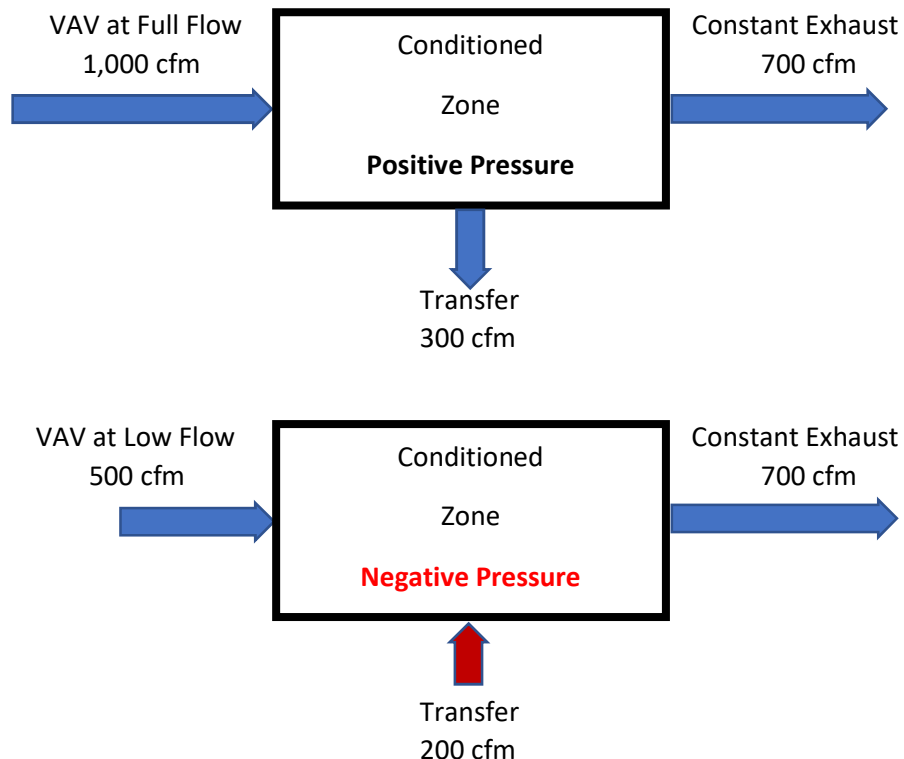 VAV at Full Flow
1,000 cfm
Conditioned
Zone
Positive Pressure
Constant Exhaust
700 cfm
Transfer
300 cfm
VAV at Low Flow
500 cfm
Conditioned
Zone
Negative Pressure
Constant Exhaust
700 cfm
Transfer
200 cfm